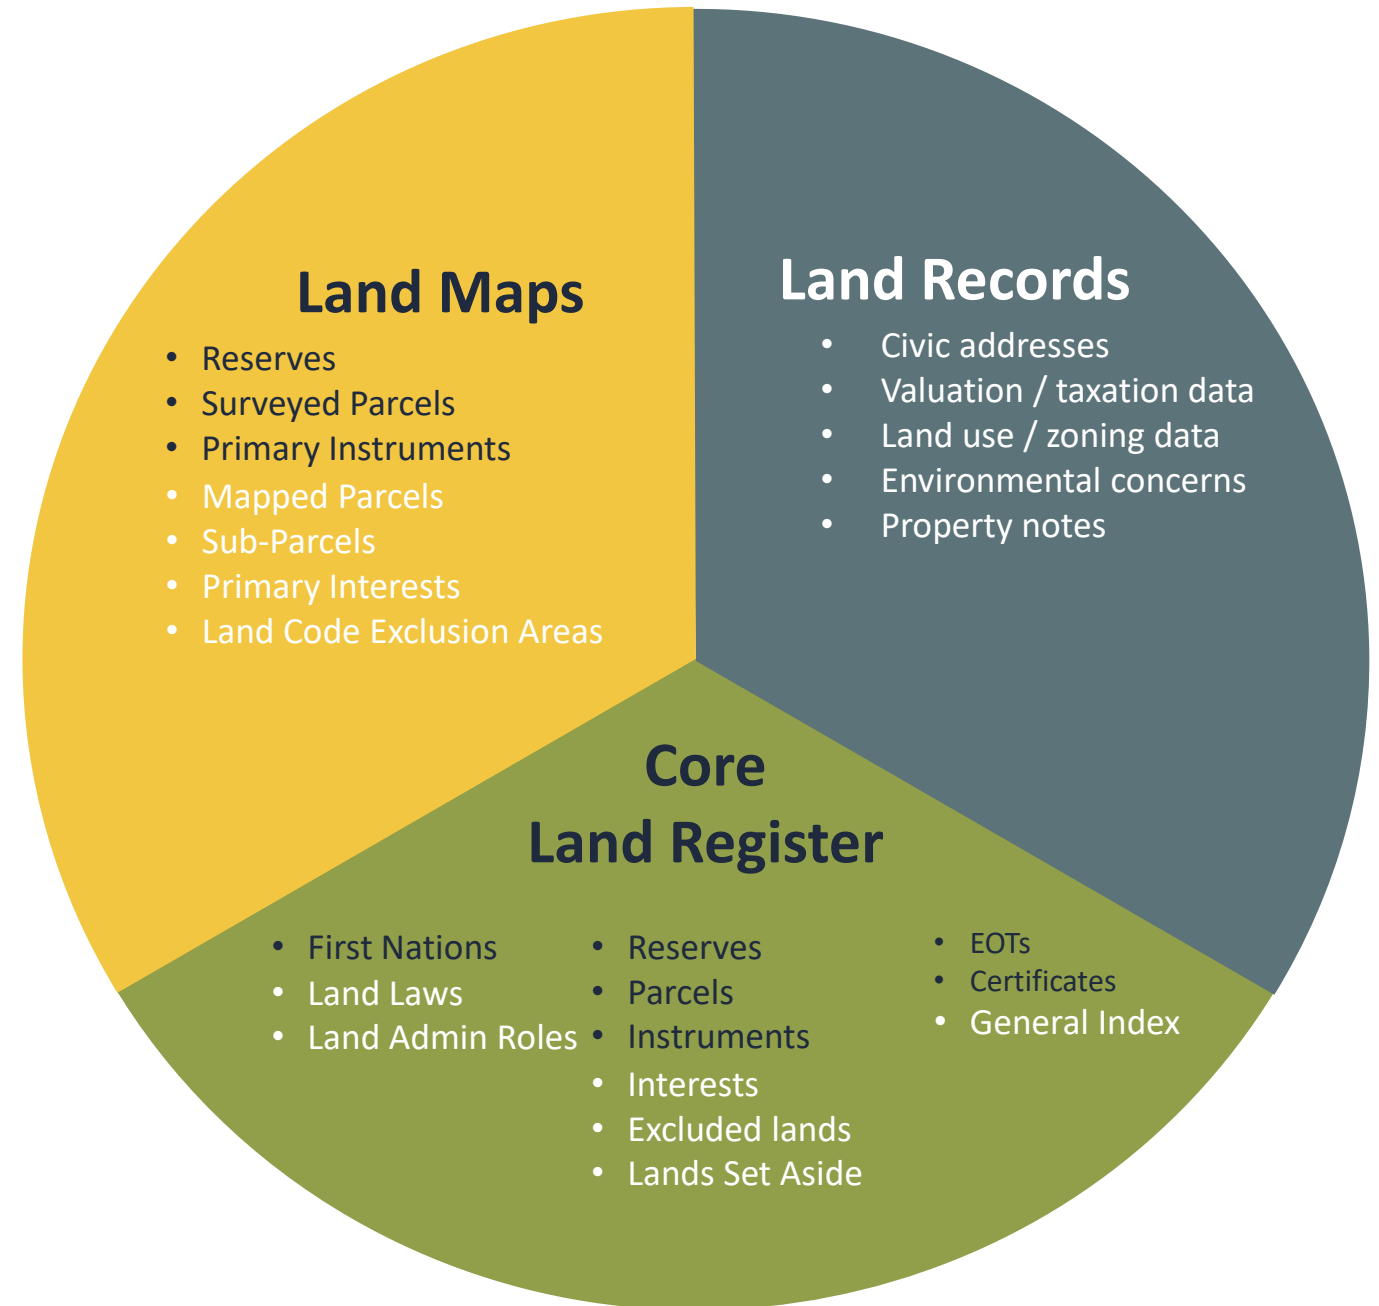 Land Maps
• Reserves
• Surveyed Parcels
• Primary Instruments
• Mapped Parcels
• Sub-Parcels
• Primary Interests
• Land Code Exclusion Areas
Land Records
• Civic addresses
• Valuation / taxation data
• Land use / zoning data
• Environmental concerns
• Property notes
Core
Land Register
• First Nations
• Land Laws
• Land Admin Roles
• Reserves
• Parcels
• Instruments
• Interests
• Excluded lands
• Lands Set Aside
• EOTs
• Certificates
• General Index